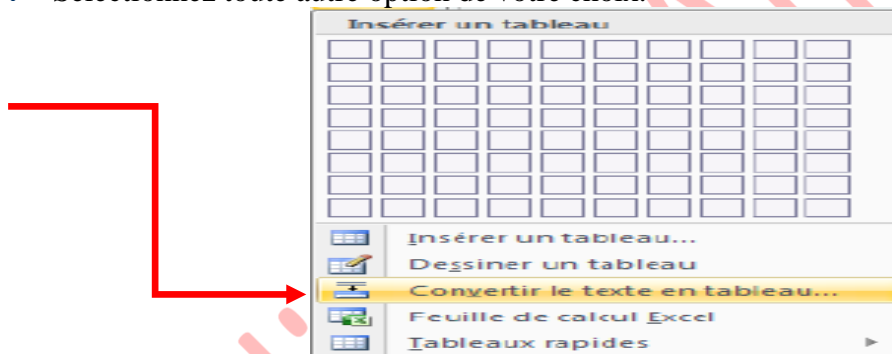 Sélectionnez toute autre option de votre choix.
Insérer un tableau
Insérer un tableau...
Dessiner un tableau
Convertir le texte en tableau...
Feuille de calcul Excel
Tableaux rapides